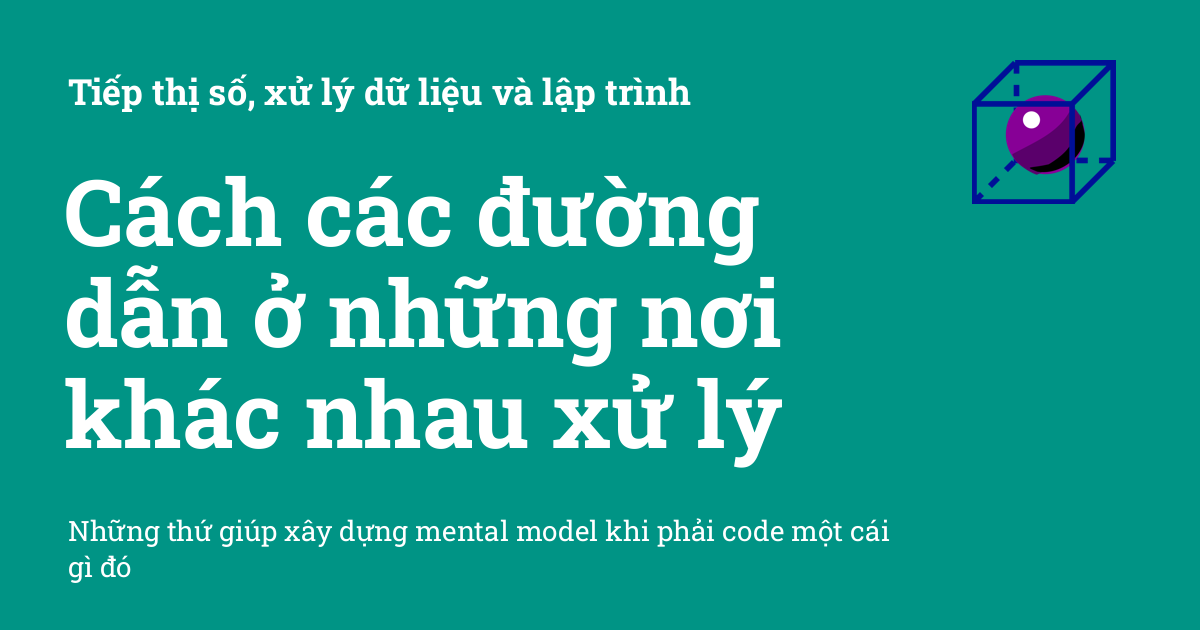 Tiếp thị số, xử lý dữ liệu và lập trình
Cách các đường
dẫn ở những nơi
khác nhau xử lý
Những thứ giúp xây dựng mental model khi phải code một cái
gì đó